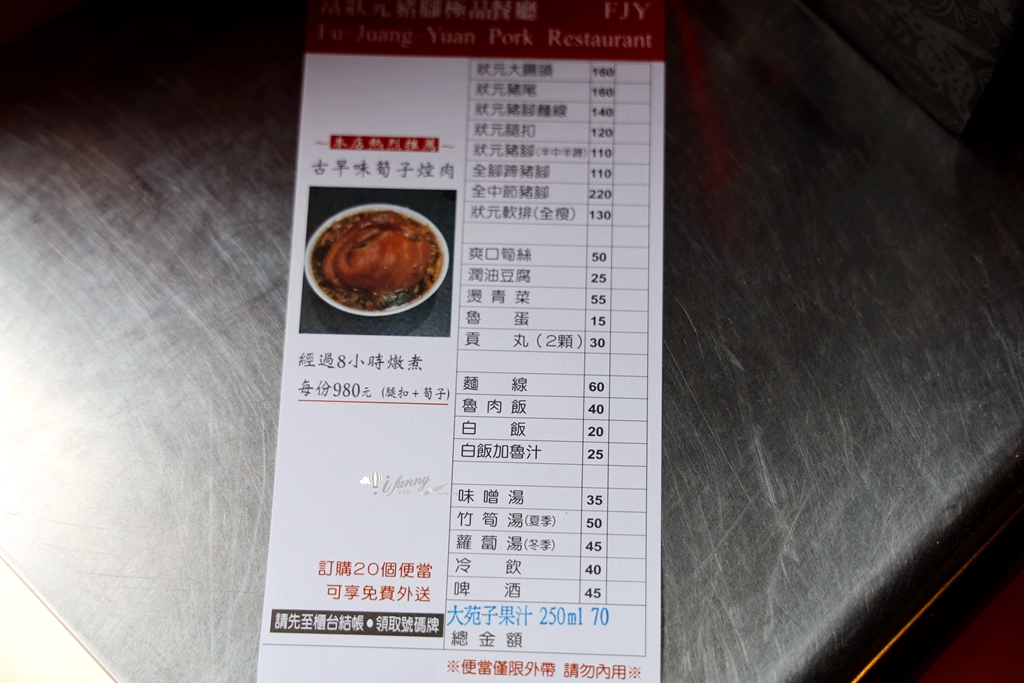 富狀元豬腳極品餐廳 FJY
Fu Juang-Yuan Pork Restaurant
狀元大腸頭 160
狀元豬尾 160
狀元豬腳麵線 140
狀元腿扣 120
狀元豬腳(半中半蹄) 110
全腳蹄豬腳 110
全中節豬腳 220
狀元軟排(全瘦) 130
爽口筍絲 50
潤油豆腐 25
燙青菜 55
魯蛋 15
貢丸(2顆) 30
麵線 60
魯肉飯 40
白飯 20
白飯加魯汁 25
味噌湯 35
竹筍湯(夏季) 50
蘿蔔湯(冬季) 45
冷飲 40
啤酒 45
大苑子果汁 250ml 70
總金額
※便當僅限外帶 請勿內用※
~本店熱烈推薦~
古早味筍子焢肉
經過8小時燉煮
每份980元 (腿扣+筍子)
i funny
訂購20個便當
可享免費外送
請先至櫃台結帳●領取號碼牌